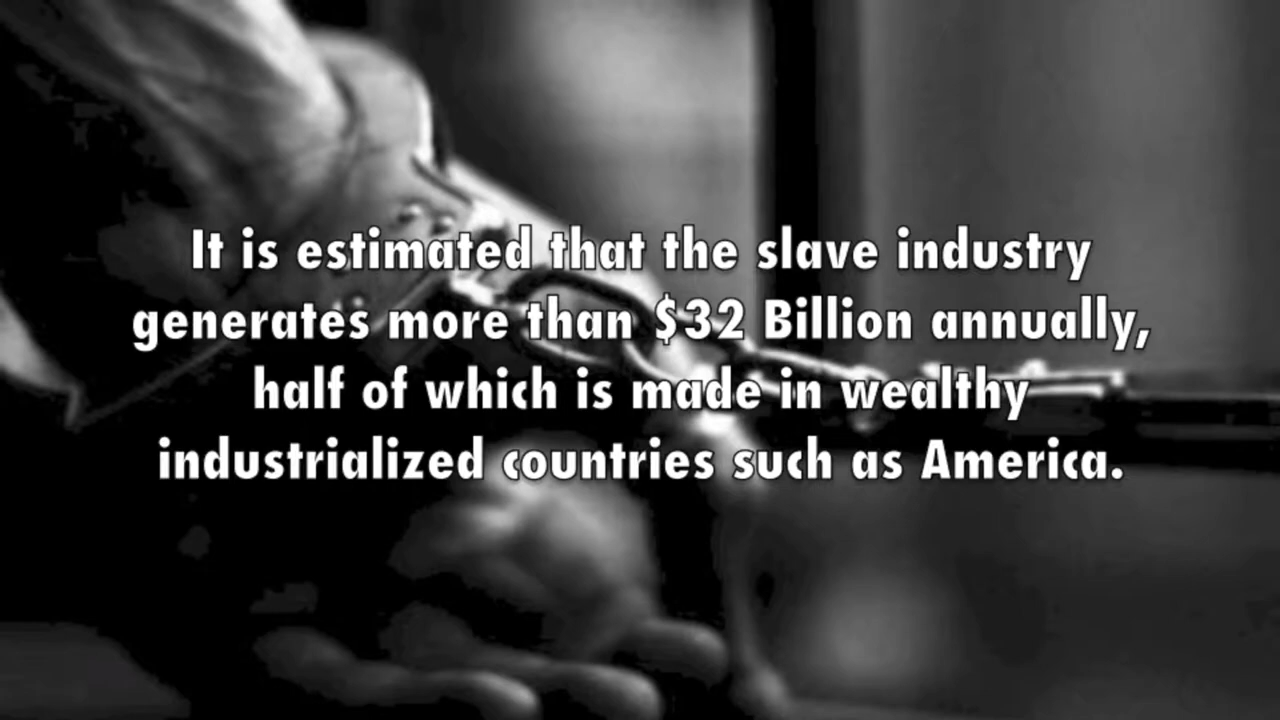 It is estimated that the slave industry
generates more than $32 Billion annually,
half of which is made in wealthy
industrialized countries such as America.